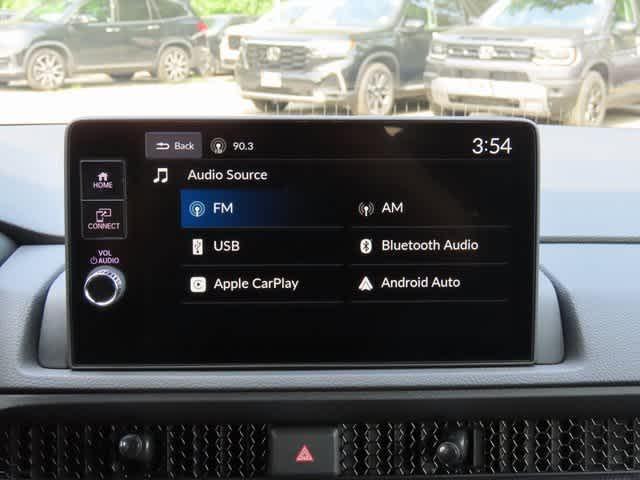 Back 90.3 3:54
HOME
CONNECT
VOL
AUDIO
Audio Source
FM AM
USB Bluetooth Audio
Apple CarPlay Android Auto